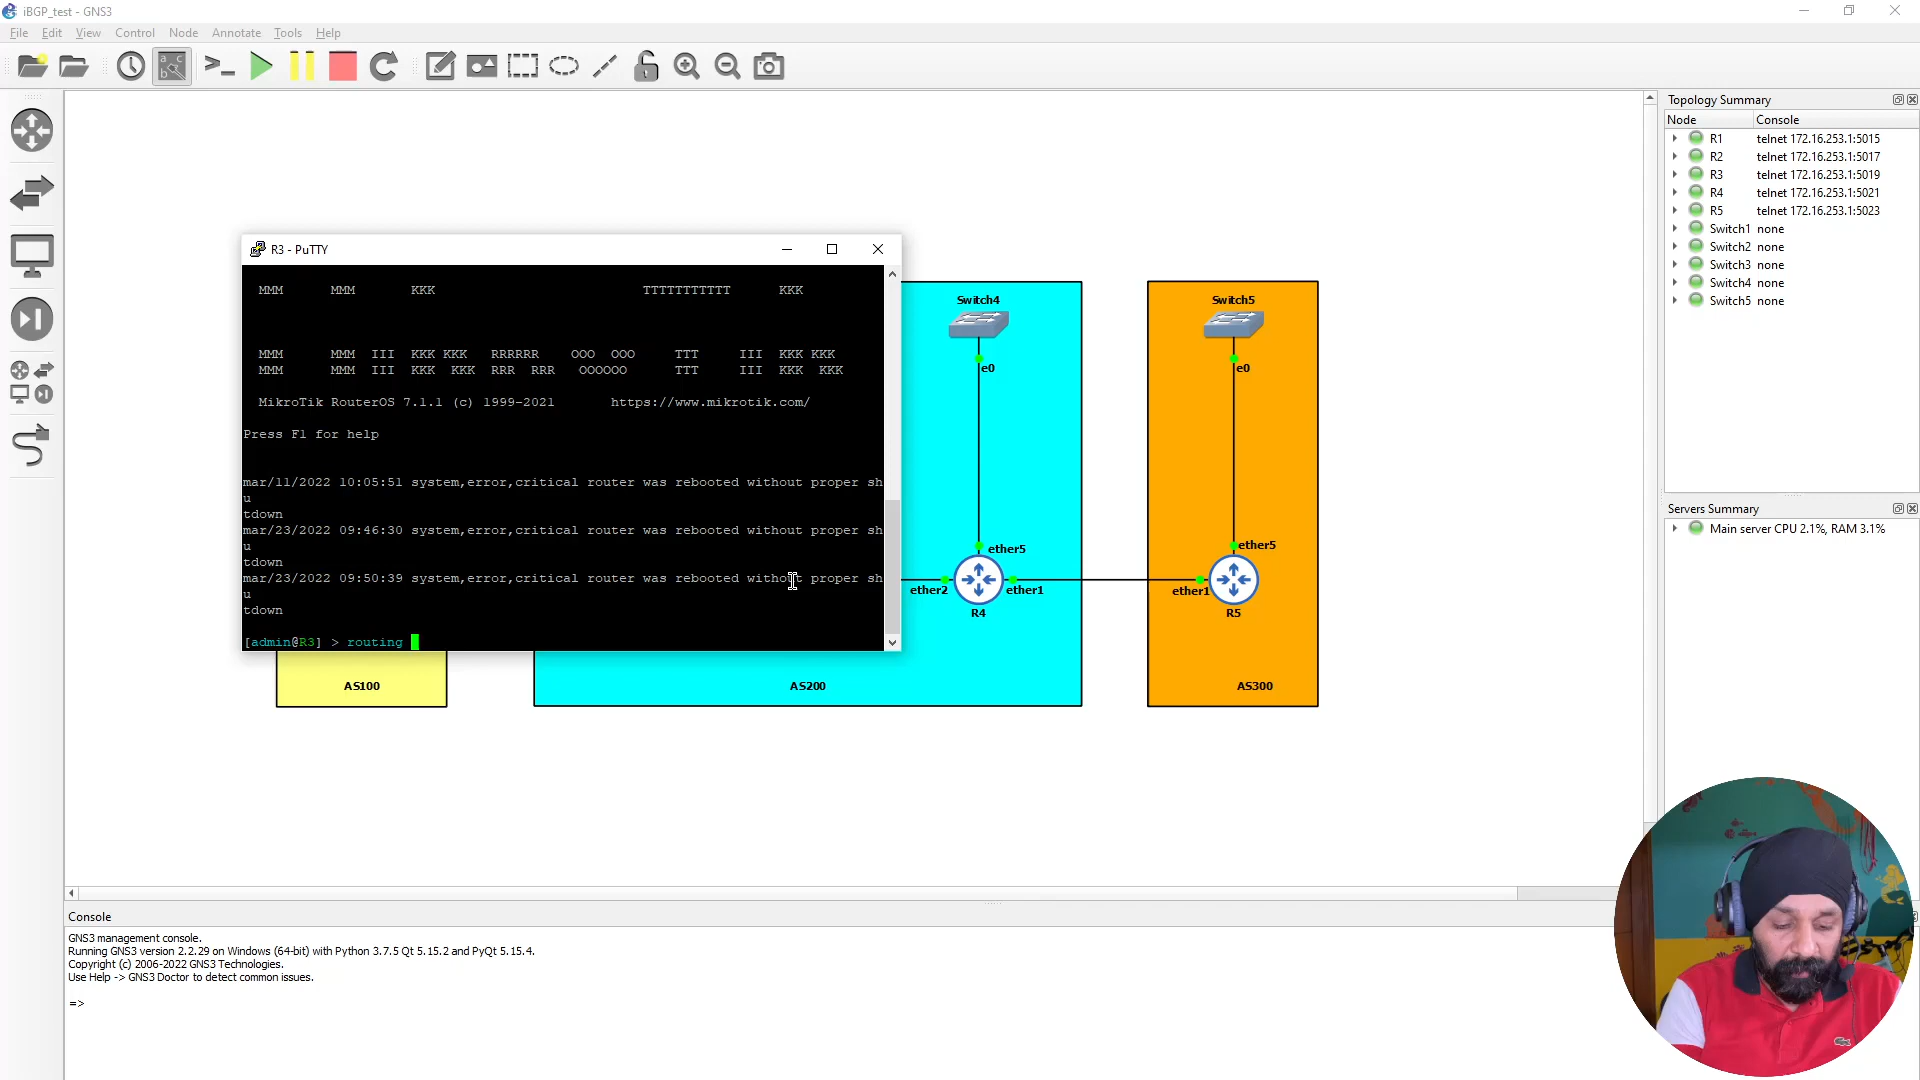 iBGP_test - GNS3
File Edit View Control Node Annotate Tools Help
Topology Summary
Node Console
R1 telnet 172.16.253.1:5015
R2 telnet 172.16.253.1:5017
R3 telnet 172.16.253.1:5019
R4 telnet 172.16.253.1:5021
R5 telnet 172.16.253.1:5023
Switch1 none
Switch2 none
Switch3 none
Switch4 none
Switch5 none
Servers Summary
Main server CPU 2.1%, RAM 3.1%
R3 - PuTTY
MMM MMM KKK TTTTTTTTTTT KKK
MMM MMM III KKK KKK RRRRRR OOO OOO TTT III KKK KKK
MMM MMM III KKK KKK RRR RRR OOOOOO TTT III KKK KKK
MikroTik RouterOS 7.1.1 (c) 1999-2021 https://www.mikrotik.com/
Press F1 for help
mar/11/2022 10:05:51 system,error,critical router was rebooted without proper sh
u
tdown
mar/23/2022 09:46:30 system,error,critical router was rebooted without proper sh
u
tdown
mar/23/2022 09:50:39 system,error,critical router was rebooted without proper sh
u
tdown
[admin@R3] > routing
Switch4
e0
ether5
ether2
ether1
R4
Switch5
e0
ether5
ether1
R5
AS100
AS200
AS300
Console
GNS3 management console.
Running GNS3 version 2.2.29 on Windows (64-bit) with Python 3.7.5 Qt 5.15.2 and PyQt 5.15.4.
Copyright (c) 2006-2022 GNS3 Technologies.
Use Help -> GNS3 Doctor to detect common issues.
=>